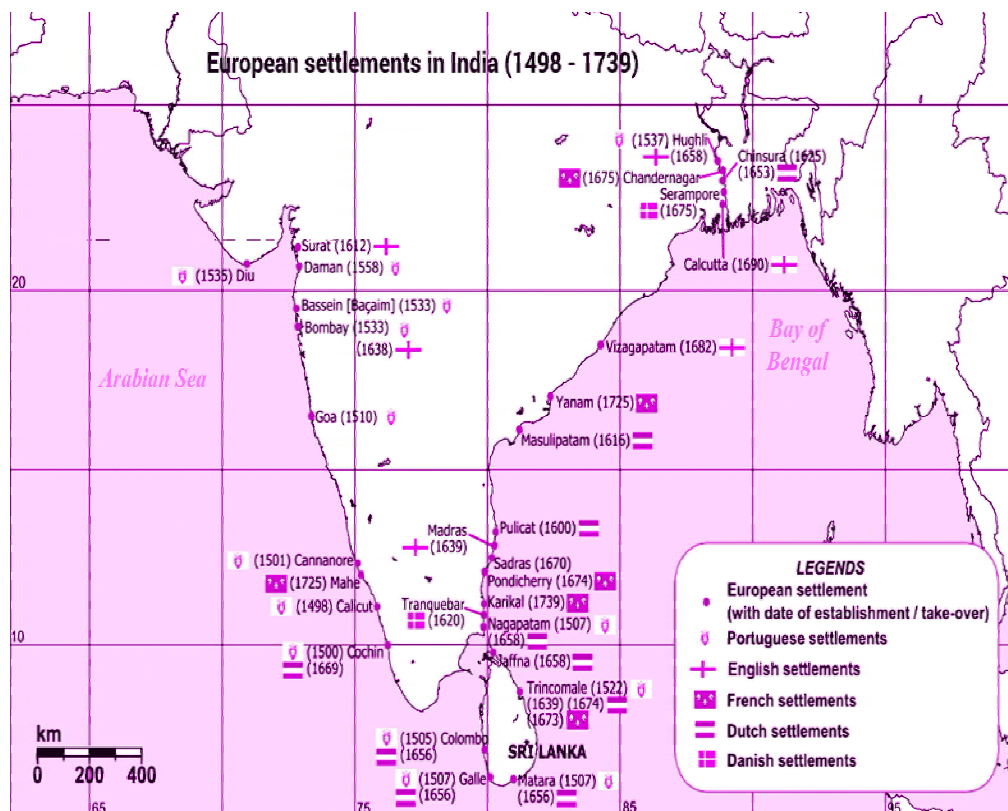 European settlements in India (1498 - 1739)
(1537) Hughli
(1658)
Chinsura (1625)
(1653)
(1675) Chandernagar
Serampore
(1675)
Calcutta (1690)
Surat (1612)
Daman (1558)
(1535) Diu
20
Bassein [Baçaim] (1533)
Bombay (1533)
(1638)
Vizagapatam (1682)
Bay of
Bengal
Arabian Sea
Yanam (1725)
Goa (1510)
Masulipatam (1616)
Pulicat (1600)
Madras
(1639)
Sadras (1670)
(1501) Cannanore
(1725) Mahe
Pondicherry (1674)
(1498) Calicut
Karikal (1739)
Tranquebar
(1620)
Nagapatam (1507)
(1658)
10
(1500) Cochin
(1669)
Jaffna (1658)
Trincomale (1522)
(1639) (1674)
(1673)
(1505) Colombo
(1656)
SRI LANKA
(1507) Galle
(1656)
Matara (1507)
(1656)
km
0 200 400
65
75
85
95
LEGENDS
European settlement
(with date of establishment / take-over)
Portuguese settlements
English settlements
French settlements
Dutch settlements
Danish settlements